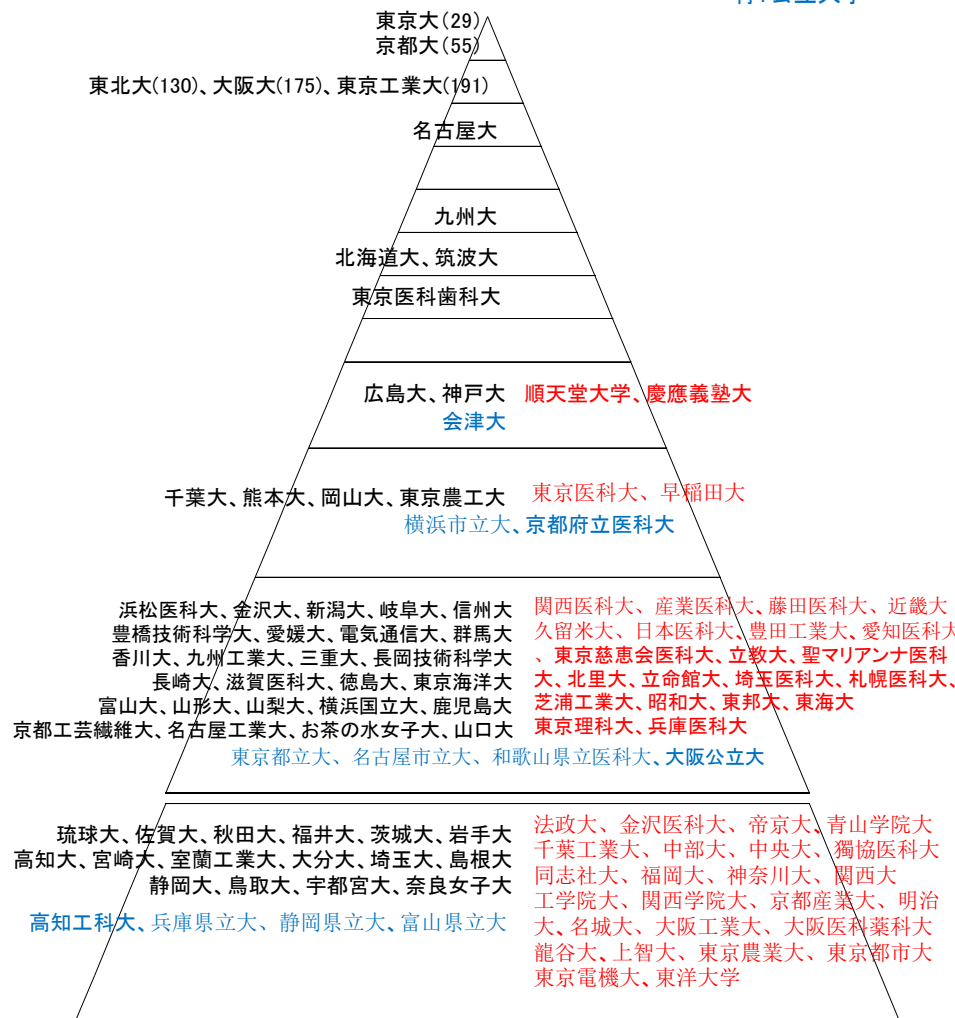 東京大(29)
京都大(55)
東北大(130)、大阪大(175)、東京工業大(191)
名古屋大
九州大
北海道大、筑波大
東京医科歯科大
広島大、神戸大 順天堂大学、慶應義塾大
会津大
千葉大、熊本大、岡山大、東京農工大 東京医科大、早稲田大
横浜市立大、京都府立医科大
浜松医科大、金沢大、新潟大、岐阜大、信州大
豊橋技術科学大、愛媛大、電気通信大、群馬大
香川大、九州工業大、三重大、長岡技術科学大
長崎大、滋賀医科大、徳島大、東京海洋大
富山大、山形大、山梨大、横浜国立大、鹿児島大
京都工芸繊維大、名古屋工業大、お茶の水女子大、山口大
関西医科大、産業医科大、藤田医科大、近畿大
久留米大、日本医科大、豊田工業大、愛知医科大
、東京慈恵会医科大、立教大、聖マリアンナ医科
大、北里大、立命館大、埼玉医科大、札幌医科大、
芝浦工業大、昭和大、東邦大、東海大
東京理科大、兵庫医科大
東京都立大、名古屋市立大、和歌山県立医科大、大阪公立大
琉球大、佐賀大、秋田大、福井大、茨城大、岩手大
高知大、宮崎大、室蘭工業大、大分大、埼玉大、島根大
静岡大、鳥取大、宇都宮大、奈良女子大
高知工科大、兵庫県立大、静岡県立大、富山県立大
法政大、金沢医科大、帝京大、青山学院大
千葉工業大、中部大、中央大、獨協医科大
同志社大、福岡大、神奈川大、関西大
工学院大、関西学院大、京都産業大、明治
大、名城大、大阪工業大、大阪医科薬科大
龍谷大、上智大、東京農業大、東京都市大
東京電機大、東洋大学